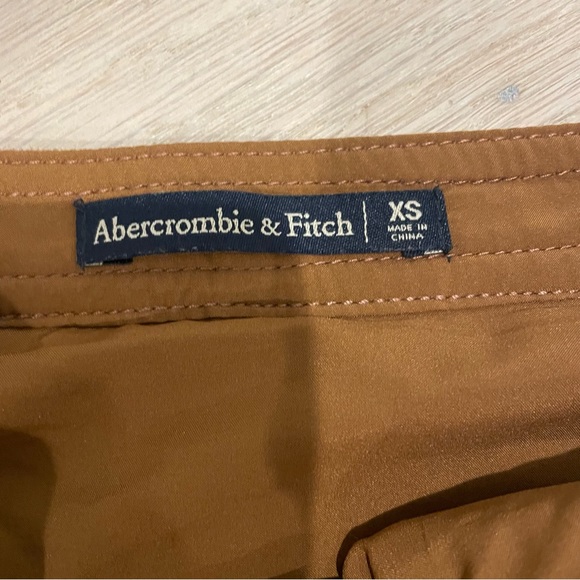 Abercrombie & Fitch | XS
MADE IN
CHINA